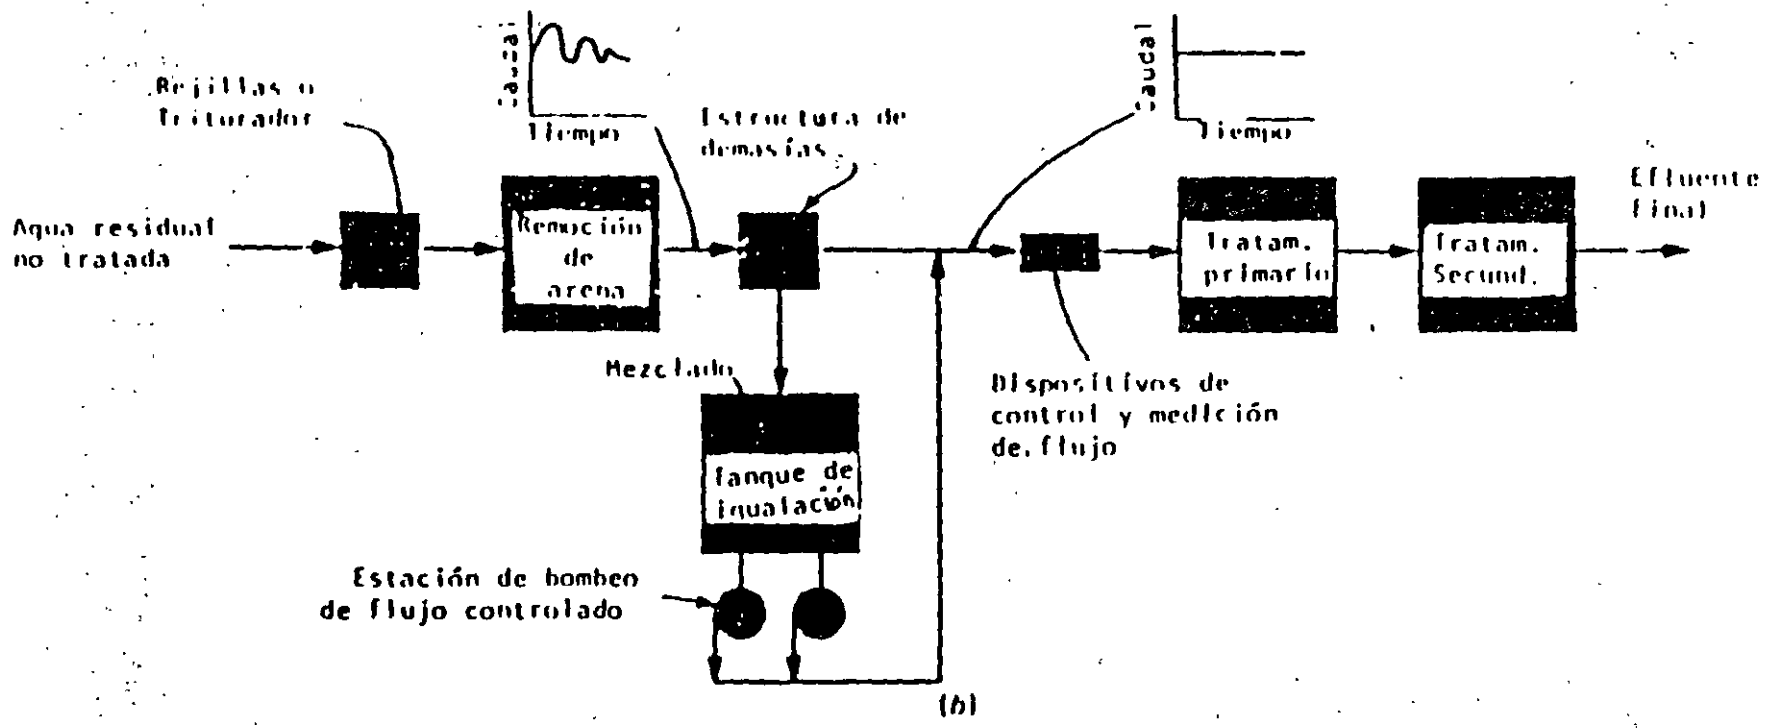 Caudal
Tiempo
Caudal
Tiempo
Rejillas o
Triturador
Estructura de
demasías
Efluente
final
Agua residual
no tratada
Remoción
de
arena
Tratam.
primario
Tratam.
Secund.
Mezclado
Dispositivos de
control y medición
de flujo
Tanque de
igualación
Estación de bombeo
de flujo controlado
(b)